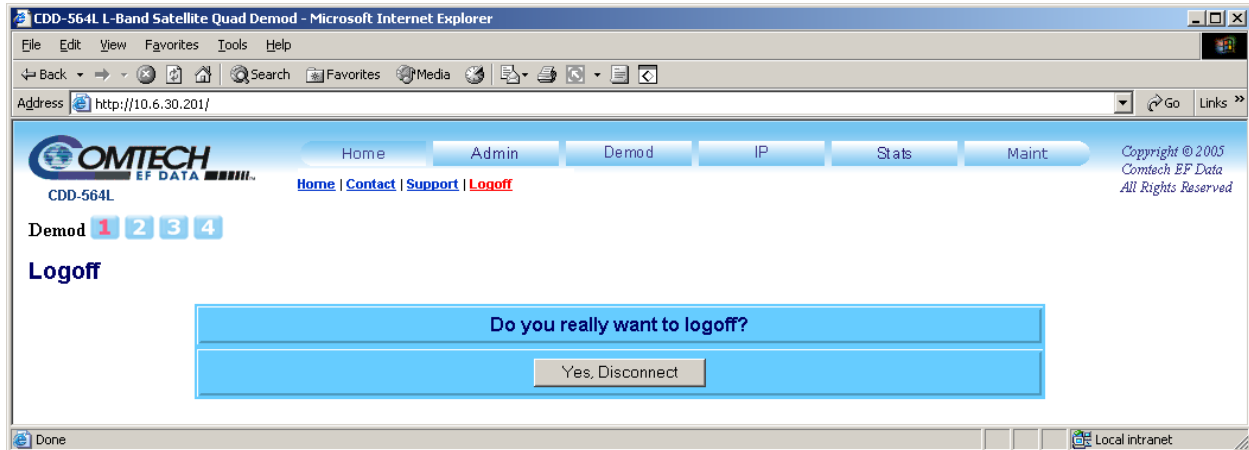 CDD-564L L-Band Satellite Quad Demod - Microsoft Internet Explorer
File Edit View Favorites Tools Help
Back Search Favorites Media
Address http://10.6.30.201/ Go Links »
COMTECH
EF DATA
CDD-564L
Home Admin Demod IP Stats Maint
Home | Contact | Support | Logoff
Copyright © 2005
Comtech EF Data
All Rights Reserved
Demod 1 2 3 4
Logoff
Do you really want to logoff?
Yes, Disconnect
Done Local intranet